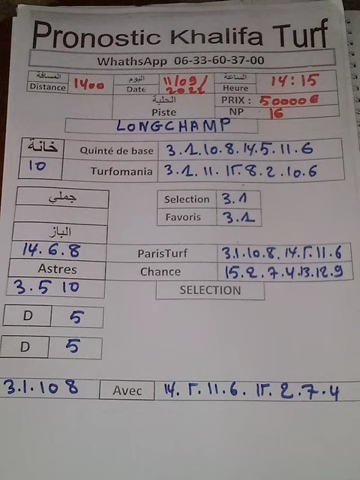 Pronostic Khalifa Turf
WhathsApp 06-33-60-37-00
المسافة اليوم الساعة
Distance 1400 Date 11/09/2021 Heure 14:15
الحلبة PRIX : 50000€
Piste NP 16
LONGCHAMP
خانة Quinté de base 3.1.10.8.14.5.11.6
10 Turfomania 3.1.11.15.8.2.10.6
جملي Selection 3.1
Favoris 3.1
الباز
14.6.8 ParisTurf 3.1.10.8.14.5.11.6
Astres Chance 15.2.7.4.13.12.9
3.5 10 SELECTION
D 5
D 5
3.1.10 8 Avec 14.5.11.6.15.2.7.4